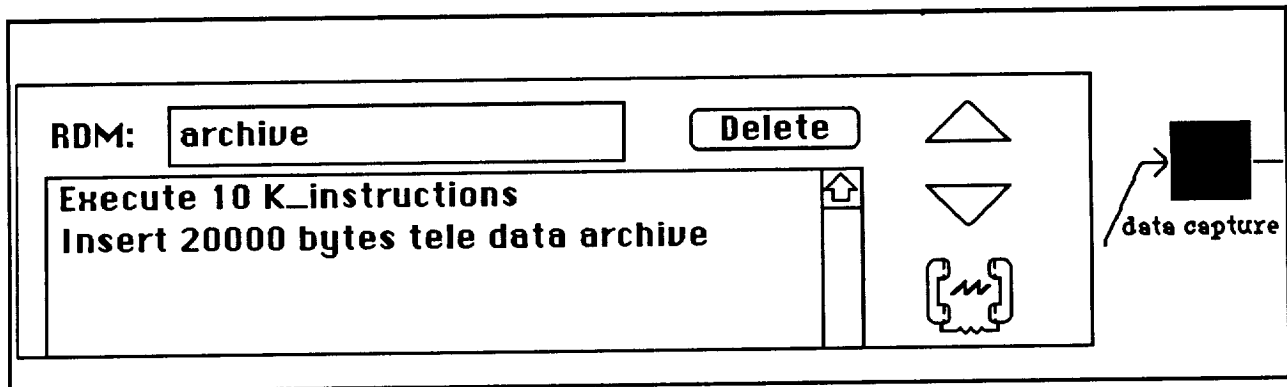 RDM: archive Delete
Execute 10 K_instructions
Insert 20000 bytes tele data archive
data capture